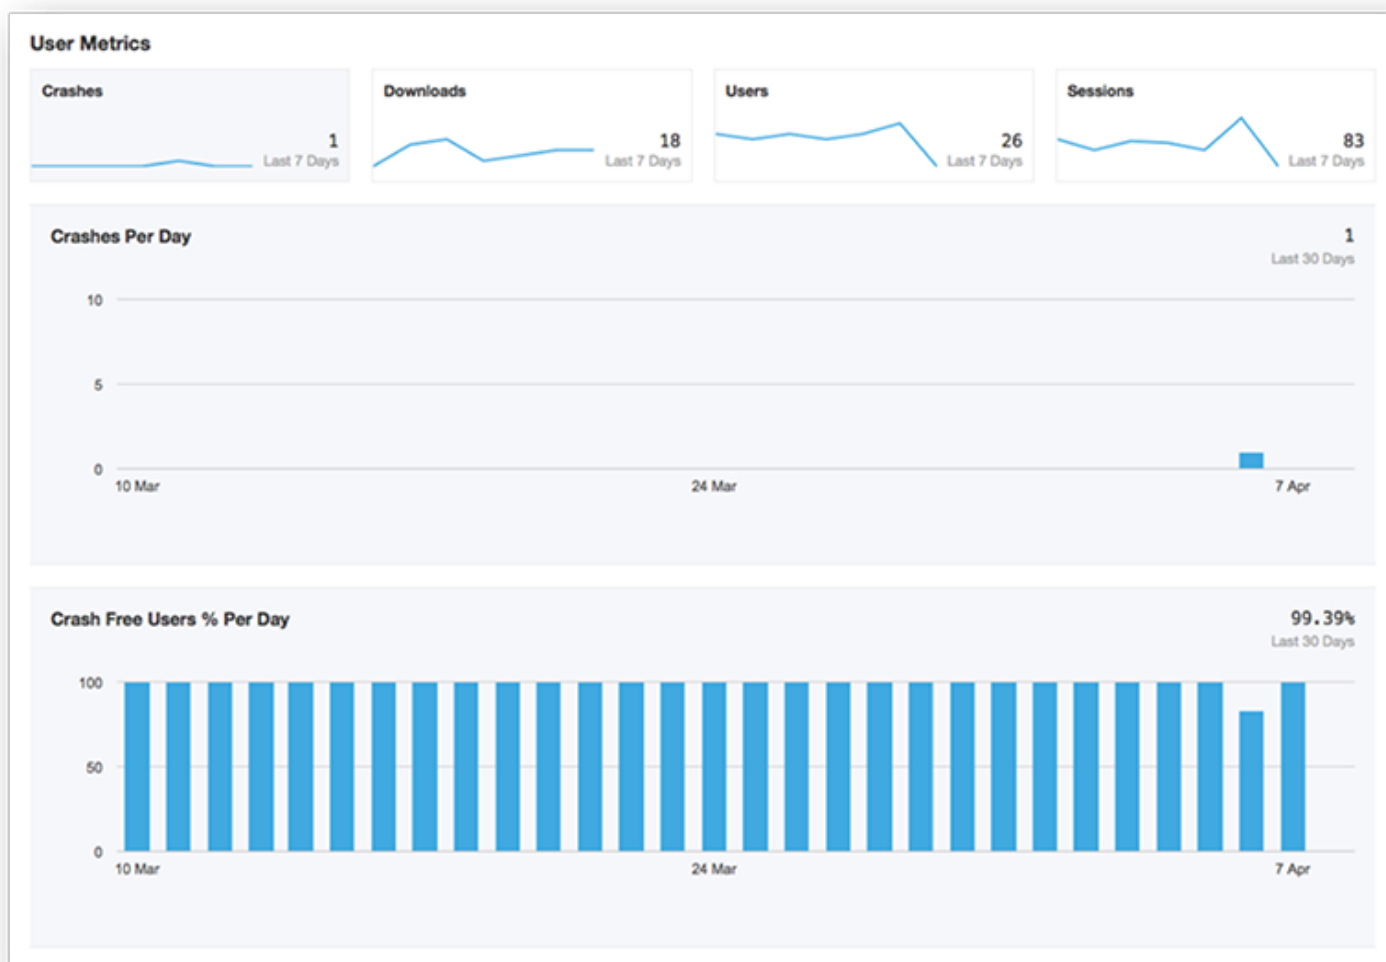 User Metrics
Crashes
1
Last 7 Days
Downloads
18
Last 7 Days
Users
26
Last 7 Days
Sessions
83
Last 7 Days
Crashes Per Day
1
Last 30 Days
10
5
0
10 Mar 24 Mar 7 Apr
Crash Free Users % Per Day
99.39%
Last 30 Days
100
50
0
10 Mar 24 Mar 7 Apr